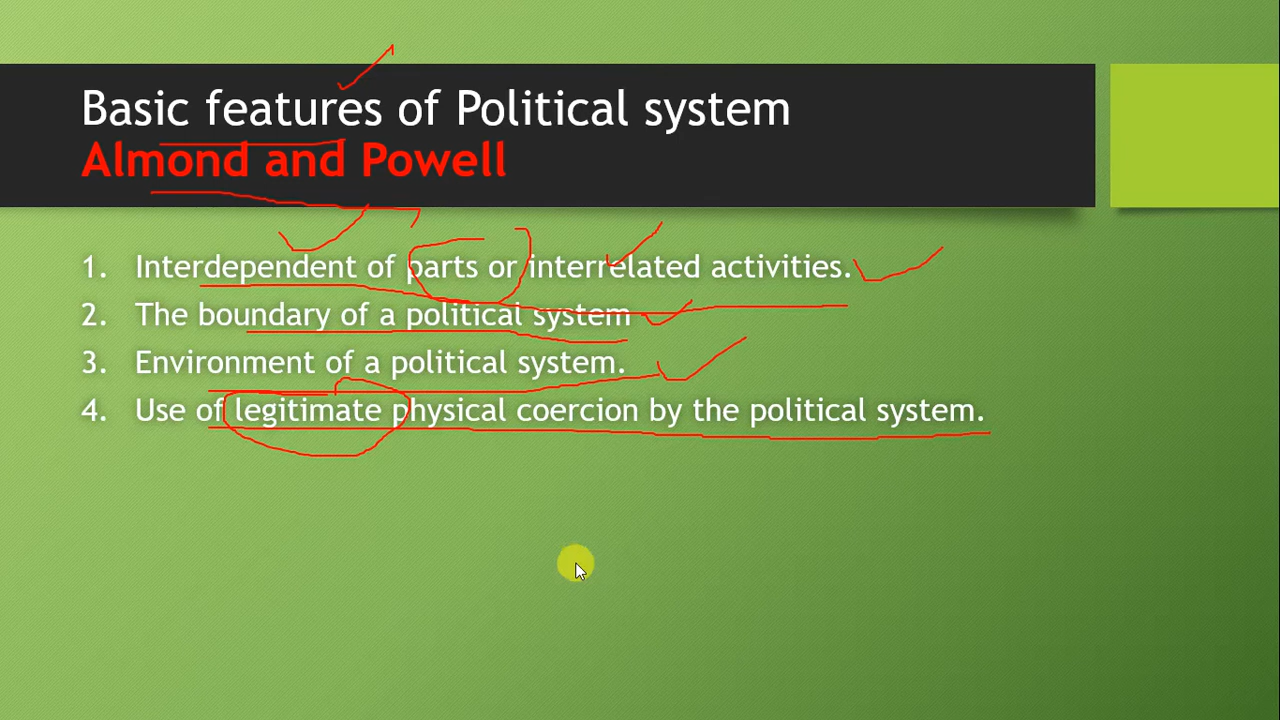 Basic features of Political system
Almond and Powell
1. Interdependent of parts or interrelated activities.
2. The boundary of a political system
3. Environment of a political system.
4. Use of legitimate physical coercion by the political system.